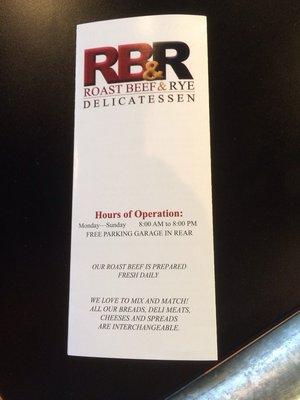 RB&R
ROAST BEEF & RYE
DELICATESSEN
Hours of Operation:
Monday—Sunday 8:00 AM to 8:00 PM
FREE PARKING GARAGE IN REAR
OUR ROAST BEEF IS PREPARED
FRESH DAILY
WE LOVE TO MIX AND MATCH!
ALL OUR BREADS, DELI MEATS,
CHEESES AND SPREADS
ARE INTERCHANGEABLE.